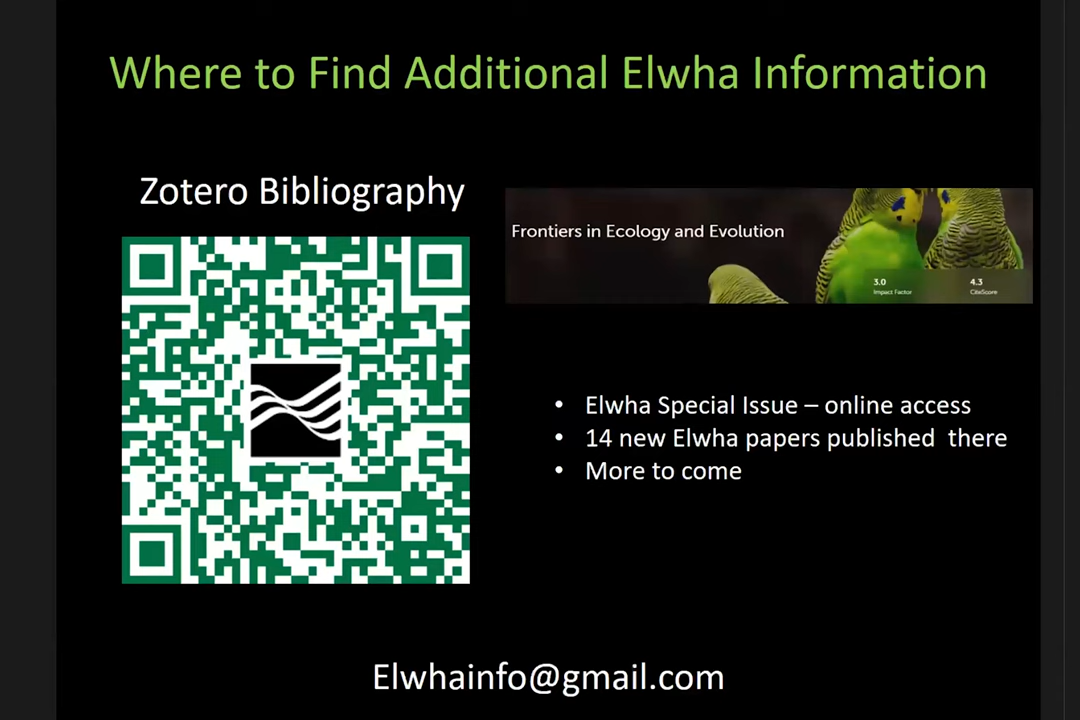 Where to Find Additional Elwha Information
Zotero Bibliography
Frontiers in Ecology and Evolution
3.0
Impact Factor
4.3
CiteScore
• Elwha Special Issue – online access
• 14 new Elwha papers published there
• More to come
Elwhainfo@gmail.com